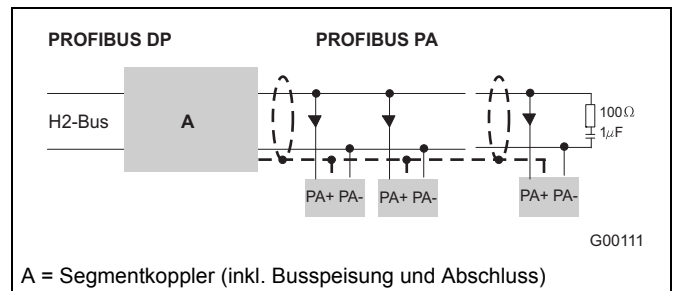 PROFIBUS DP PROFIBUS PA
H2-Bus A 100Ω
1µF
PA+ PA- PA+ PA- PA+ PA-
G00111
A = Segmentkoppler (inkl. Busspeisung und Abschluss)